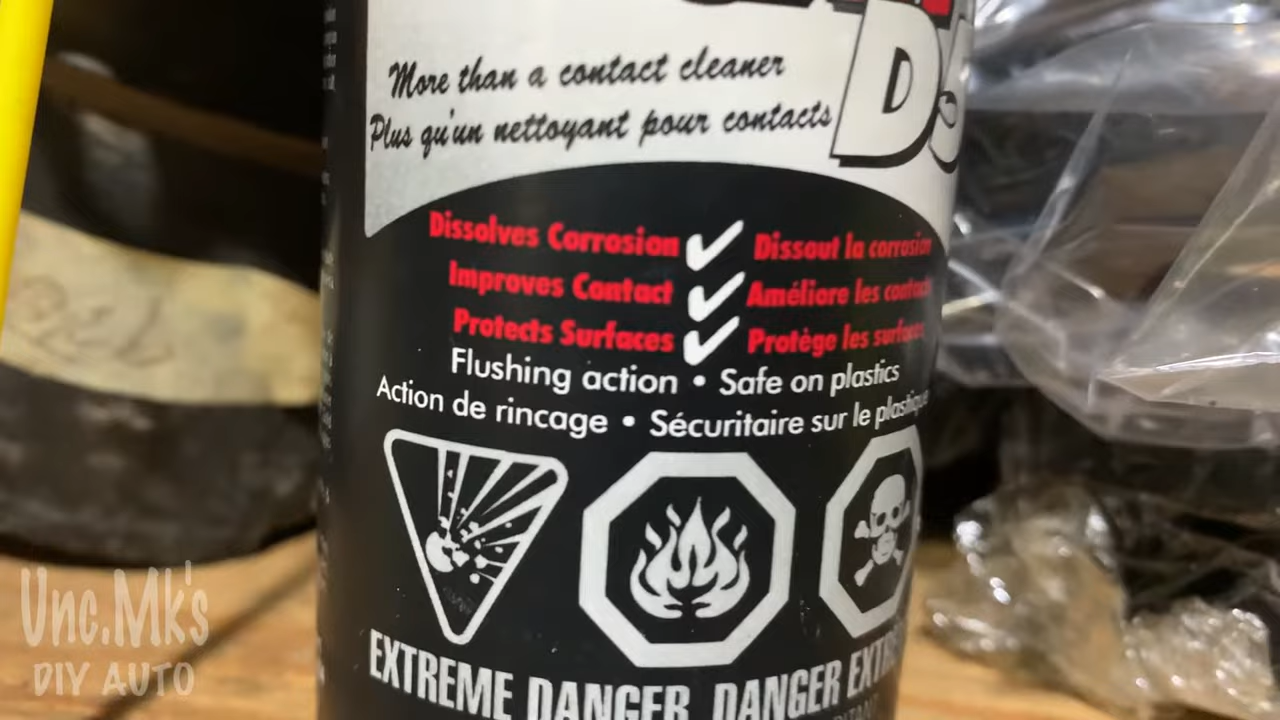 D5
More than a contact cleaner
Plus qu'un nettoyant pour contacts
Dissolves Corrosion Dissout la corrosion
Improves Contact Améliore les contacts
Protects Surfaces Protège les surfaces
Flushing action • Safe on plastics
Action de rincage • Sécuritaire sur le plastique
EXTREME DANGER DANGER
Unc.Mk's
DIY AUTO